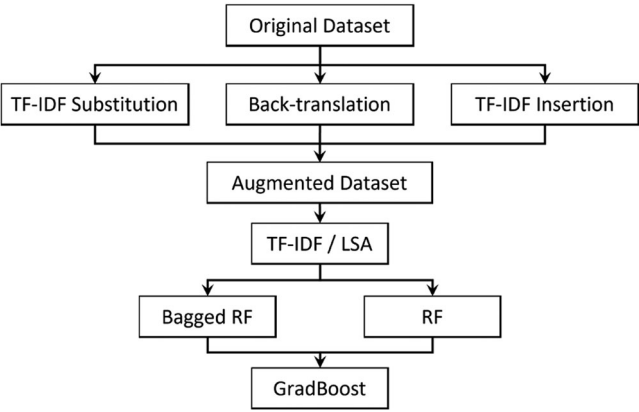 Original Dataset
TF-IDF Substitution
Back-translation
TF-IDF Insertion
Augmented Dataset
TF-IDF / LSA
Bagged RF
RF
GradBoost